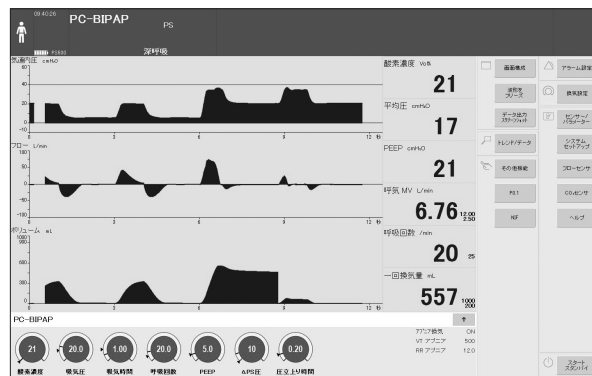 09:40:26
PC-BIPAP
PS
深呼吸
気道内圧 cmH2O
フロー L/min
ボリューム mL
酸素濃度 Vol%
21
平均圧 cmH2O
17
PEEP cmH2O
21
呼気 MV L/min
6.76
12.00
2.50
呼吸回数 /min
20
25
一回換気量 mL
557
1000
200
画面構成
波形を
フリーズ
データ出力
トレンド/データ
その他機能
P0.1
NIF
アラーム設定
換気設定
センサー/
パラメーター
システム
セットアップ
フローセンサ
CO2センサ
ヘルプ
スタート
スタンバイ
PC-BIPAP
アプニア換気 ON
VT アプニア 500
RR アプニア 12.0
21
20.0
1.00
20.0
5.0
10
0.20
酸素濃度
吸気圧
吸気時間
呼吸回数
PEEP
ΔPS圧
圧立上り時間